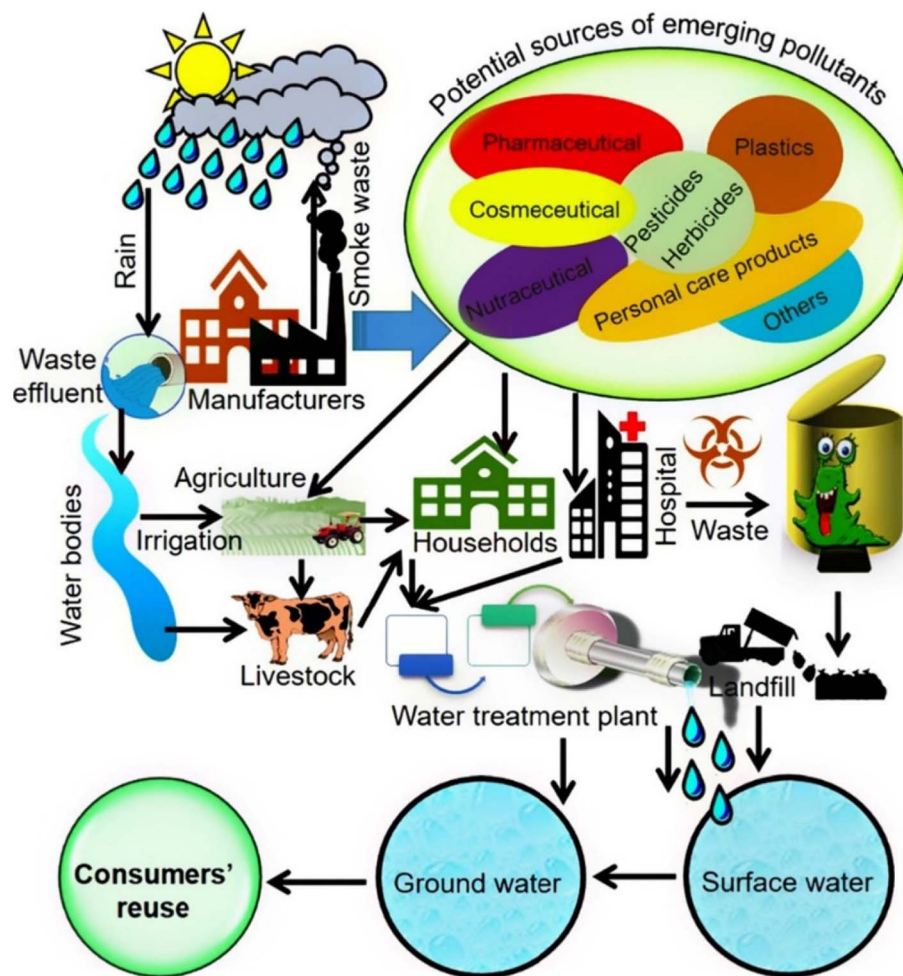 Potential sources of emerging pollutants
Pharmaceutical
Plastics
Cosmeceutical
Pesticides
Herbicides
Nutraceutical
Personal care products
Others
Smoke waste
Rain
Waste
effluent
Manufacturers
Agriculture
Irrigation
Water bodies
Households
Hospital
Waste
Livestock
Landfill
Water treatment plant
Consumers'
reuse
Ground water
Surface water